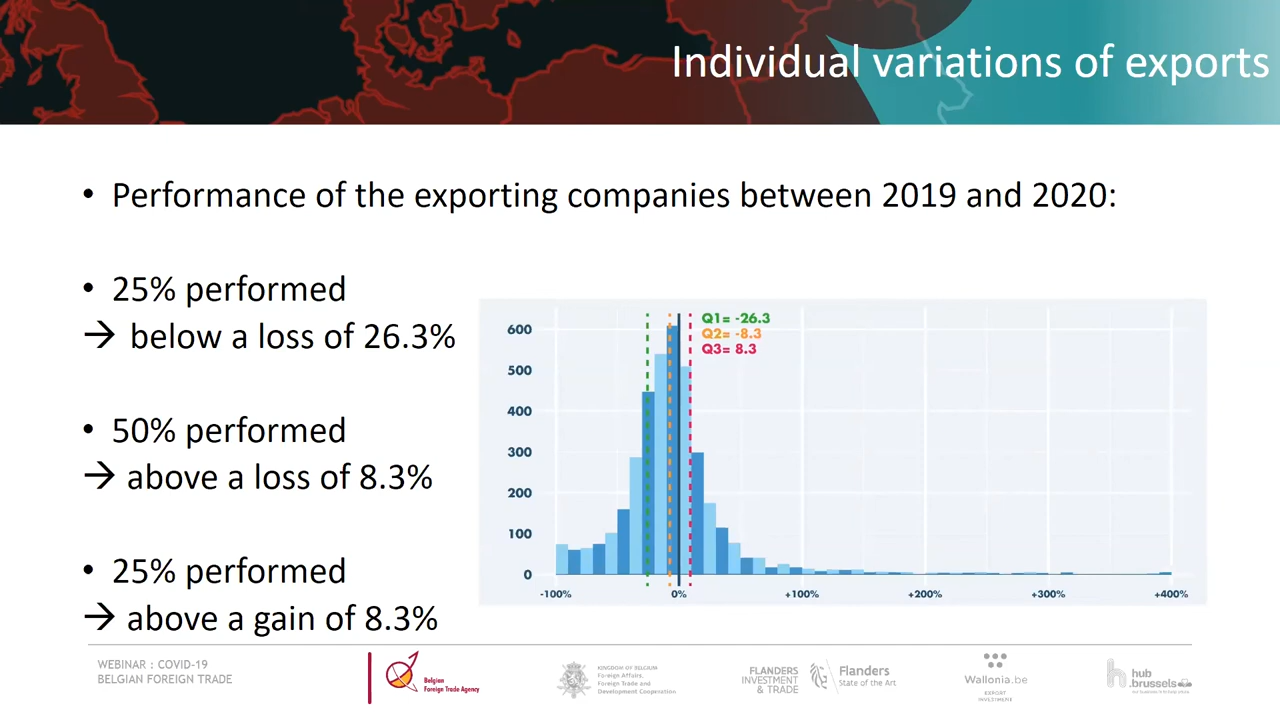 Individual variations of exports
• Performance of the exporting companies between 2019 and 2020:
• 25% performed
→ below a loss of 26.3%
• 50% performed
→ above a loss of 8.3%
• 25% performed
→ above a gain of 8.3%
Q1= -26.3
Q2= -8.3
Q3= 8.3
600
500
400
300
200
100
0
-100%
0%
+100%
+200%
+300%
+400%
WEBINAR : COVID-19
BELGIAN FOREIGN TRADE
Belgian
Foreign Trade Agency
KINGDOM OF BELGIUM
Foreign Affairs,
Foreign Trade and
Development Cooperation
FLANDERS
INVESTMENT
& TRADE
Flanders
State of the Art
Wallonia.be
EXPORT
INVESTMENT
hub
.brussels